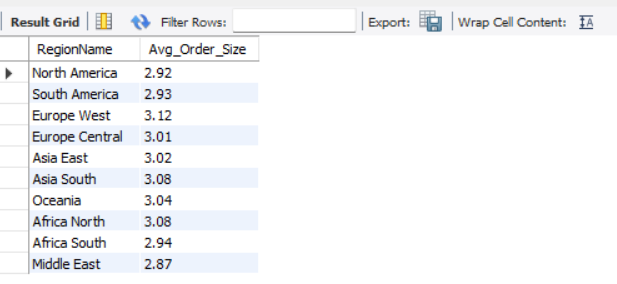 Result Grid Filter Rows: Export: Wrap Cell Content: IA
RegionName Avg_Order_Size
North America 2.92
South America 2.93
Europe West 3.12
Europe Central 3.01
Asia East 3.02
Asia South 3.08
Oceania 3.04
Africa North 3.08
Africa South 2.94
Middle East 2.87